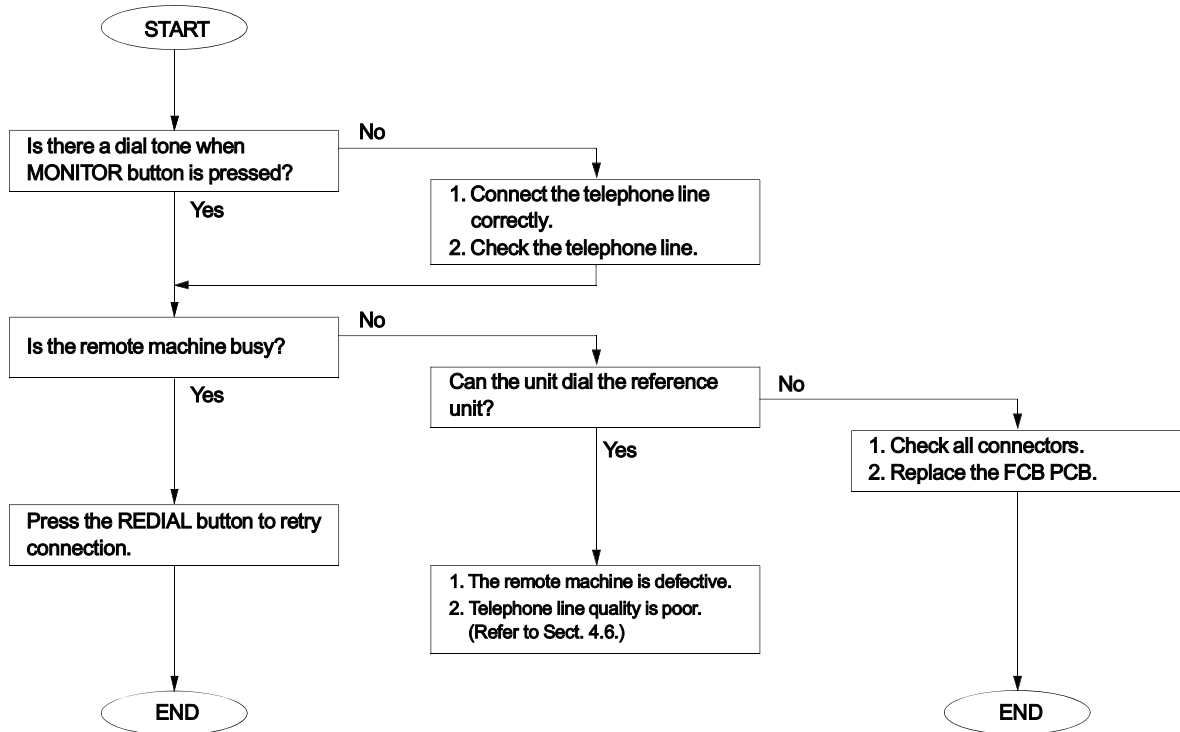 START
Is there a dial tone when
MONITOR button is pressed?
No
Yes
1. Connect the telephone line
correctly.
2. Check the telephone line.
Is the remote machine busy?
No
Yes
Can the unit dial the reference
unit?
No
Yes
1. Check all connectors.
2. Replace the FCB PCB.
Press the REDIAL button to retry
connection.
1. The remote machine is defective.
2. Telephone line quality is poor.
(Refer to Sect. 4.6.)
END
END